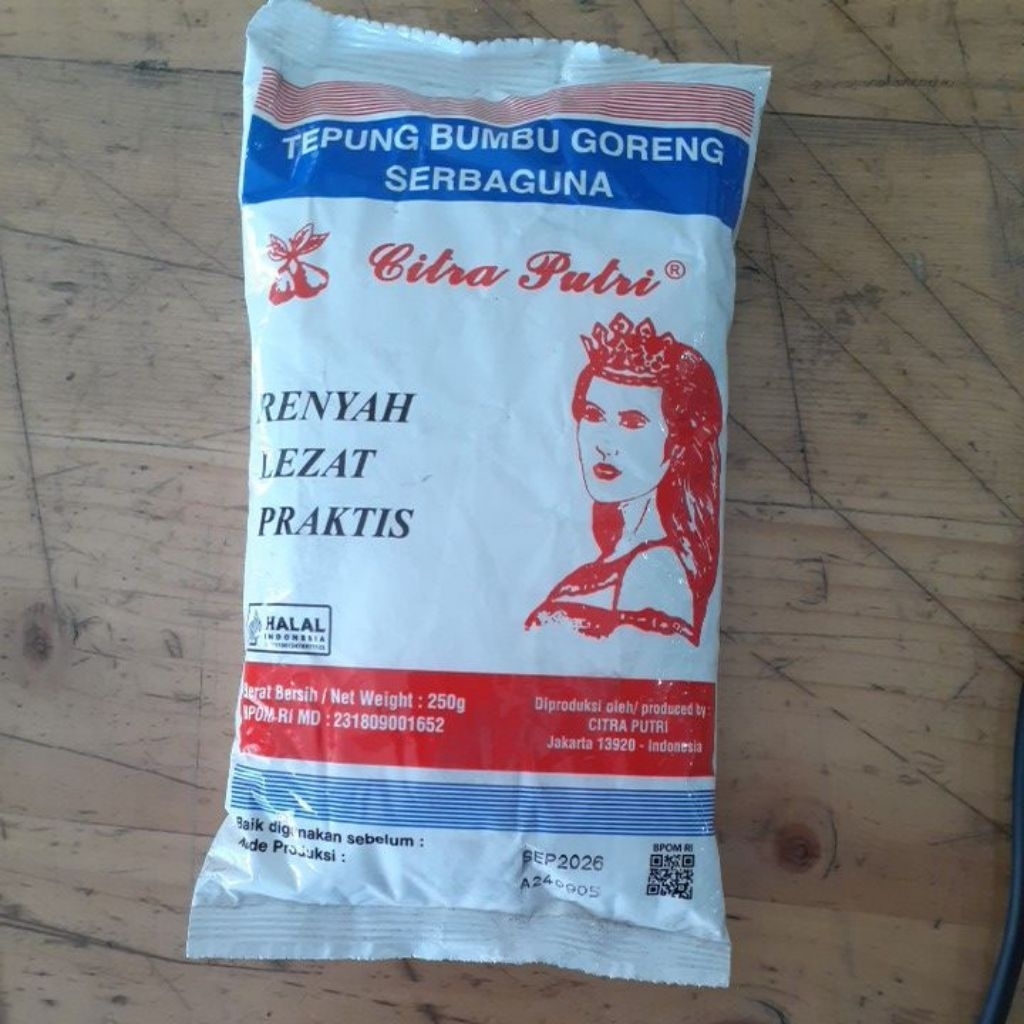 TEPUNG BUMBU GORENG
SERBAGUNA
Citra Putri ®
RENYAH
LEZAT
PRAKTIS
HALAL
INDONESIA
Berat Bersih / Net Weight : 250g
BPOM RI MD : 231809001652
Diproduksi oleh/ produced by :
CITRA PUTRI
Jakarta 13920 - Indonesia
Baik digunakan sebelum :
Kode Produksi :
SEP2026
BPOM RI